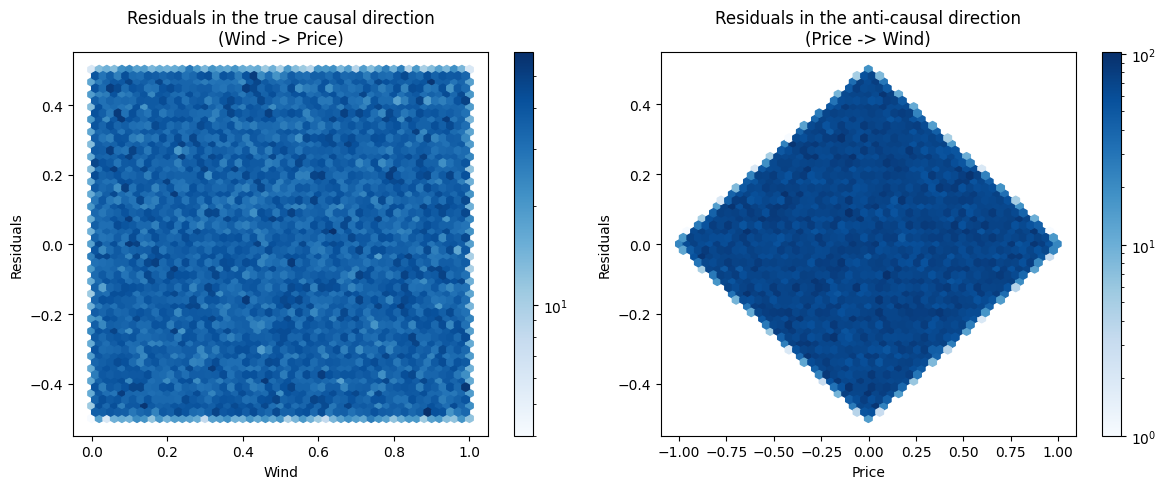 Residuals in the true causal direction
(Wind -> Price)
0.4
0.2
0.0
−0.2
−0.4
Residuals
0.0 0.2 0.4 0.6 0.8 1.0
Wind
10¹
Residuals in the anti-causal direction
(Price -> Wind)
0.4
0.2
0.0
−0.2
−0.4
Residuals
−1.00 −0.75 −0.50 −0.25 0.00 0.25 0.50 0.75 1.00
Price
10²
10¹
10⁰